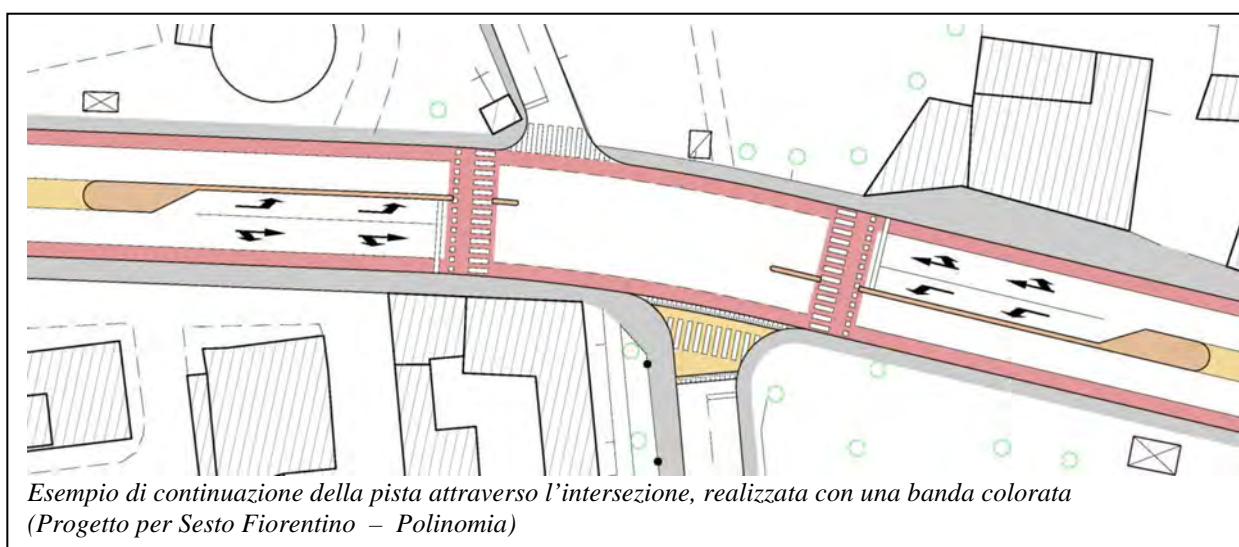 Esempio di continuazione della pista attraverso l'intersezione, realizzata con una banda colorata
(Progetto per Sesto Fiorentino – Polinomia)